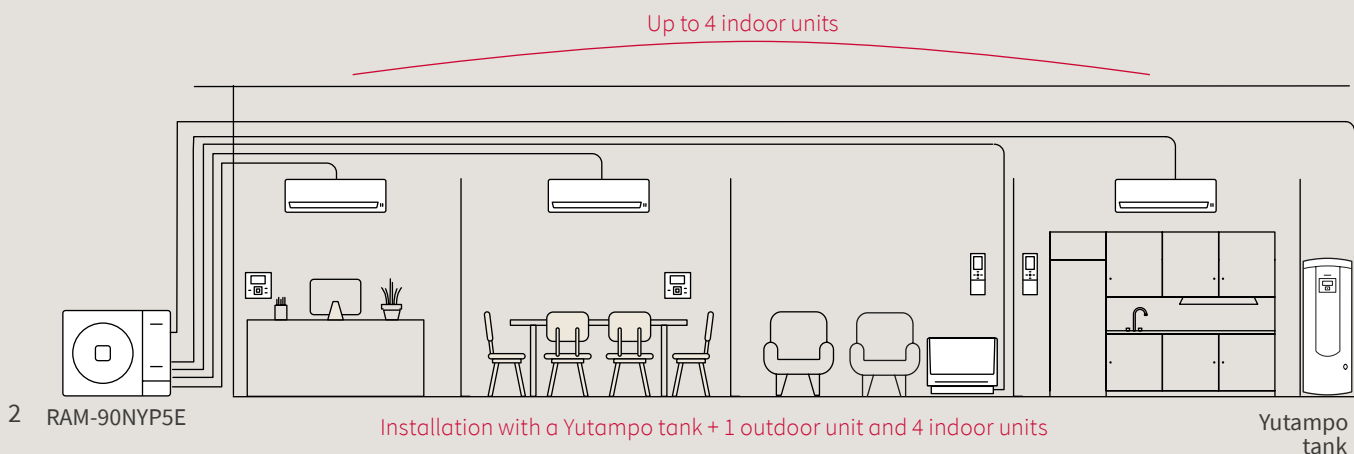 Up to 4 indoor units
2 RAM-90NYP5E
Installation with a Yutampo tank + 1 outdoor unit and 4 indoor units
Yutampo
tank